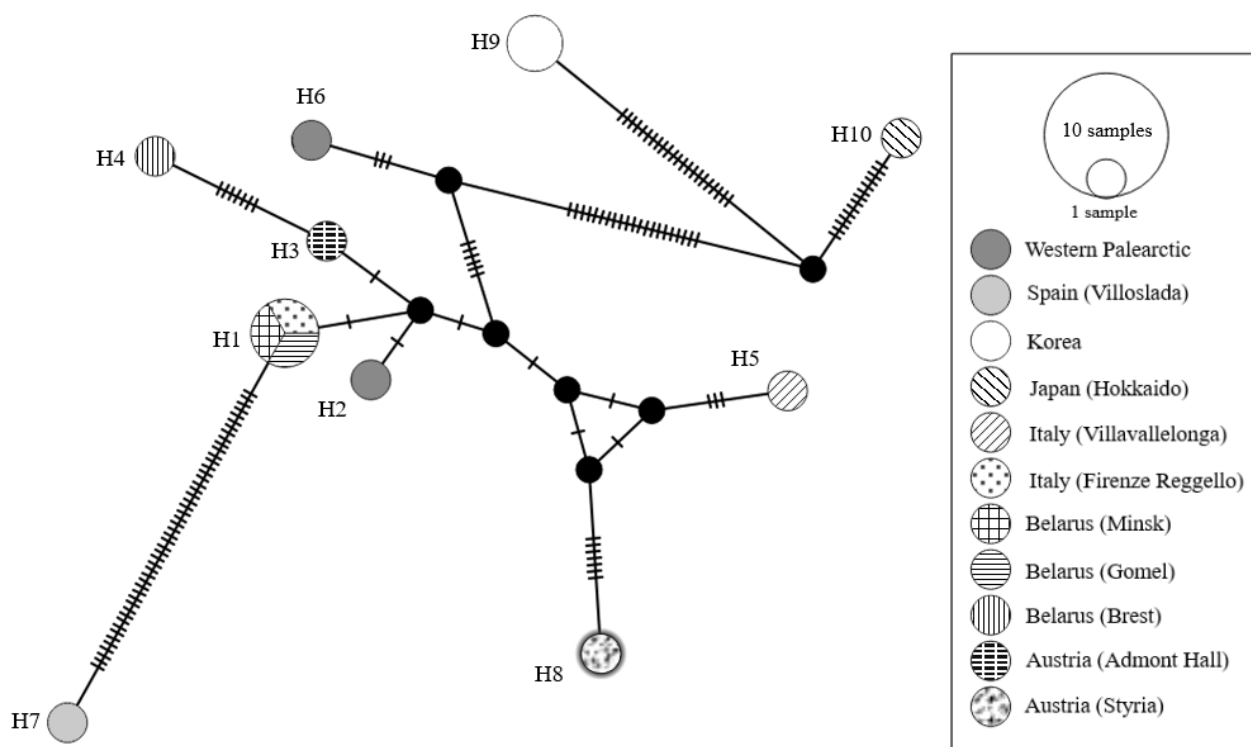 H9
H6
H10
H4
H3
H1
H2
H5
H8
H7
10 samples
1 sample
Western Palearctic
Spain (Villoslada)
Korea
Japan (Hokkaido)
Italy (Villavallelonga)
Italy (Firenze Reggello)
Belarus (Minsk)
Belarus (Gomel)
Belarus (Brest)
Austria (Admont Hall)
Austria (Styria)